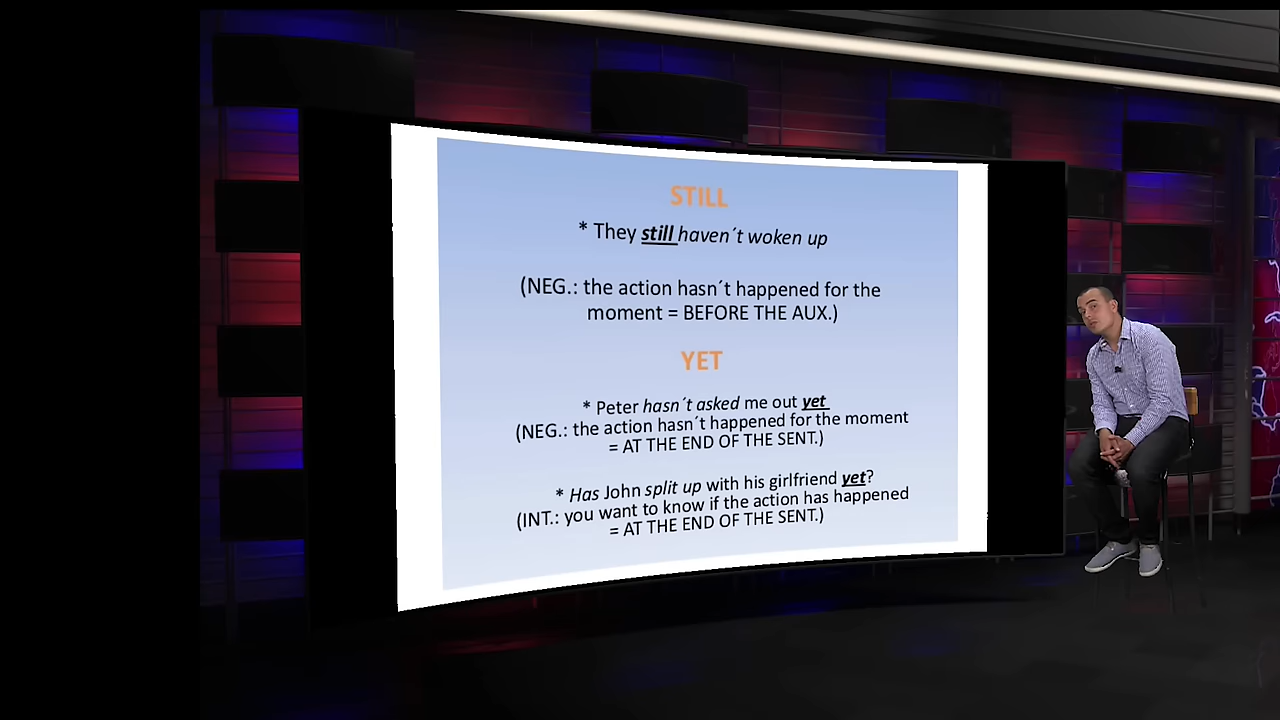 STILL
* They still haven´t woken up
(NEG.: the action hasn´t happened for the
moment = BEFORE THE AUX.)
YET
* Peter hasn´t asked me out yet
(NEG.: the action hasn´t happened for the moment
= AT THE END OF THE SENT.)
* Has John split up with his girlfriend yet?
(INT.: you want to know if the action has happened
= AT THE END OF THE SENT.)